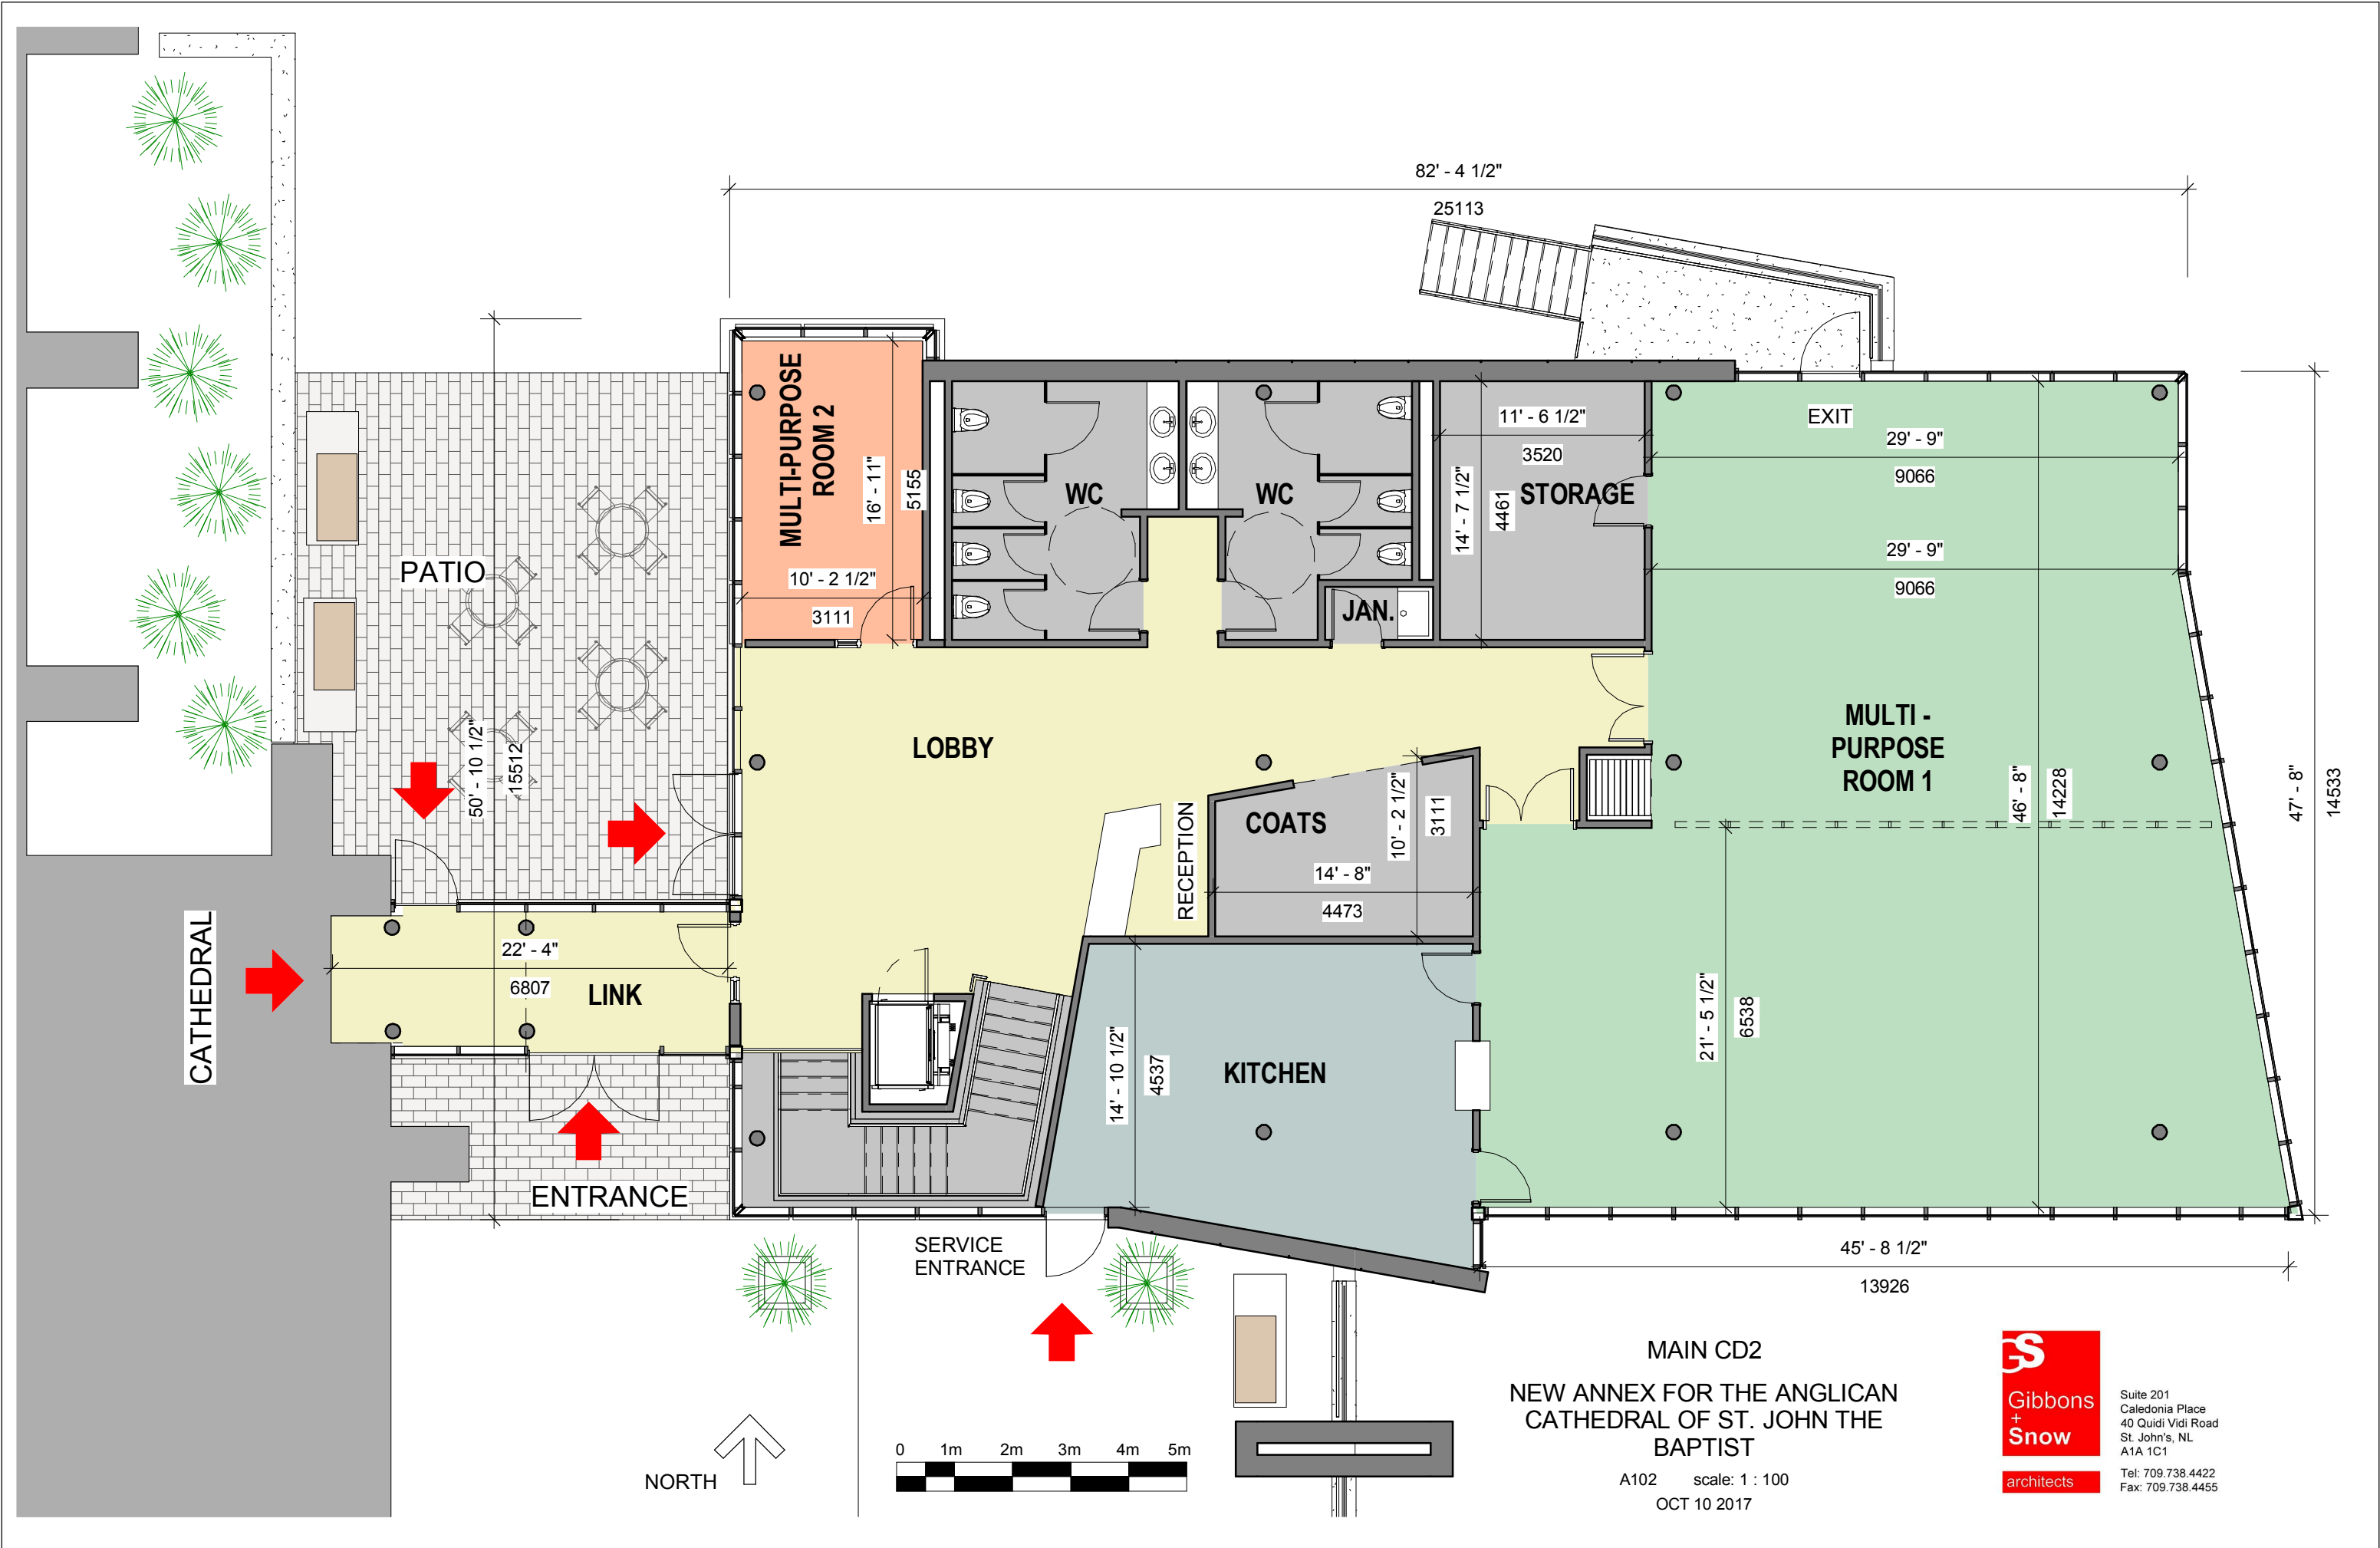 82' - 4 1/2"
25113
MULTI-PURPOSE
ROOM 2
16' - 11"
5155
10' - 2 1/2"
3111
WC
WC
JAN.
11' - 6 1/2"
3520
14' - 7 1/2"
4461
STORAGE
EXIT
29' - 9"
9066
29' - 9"
9066
PATIO
50' - 10 1/2"
15512
LOBBY
MULTI -
PURPOSE
ROOM 1
46' - 8"
14228
47' - 8"
14533
RECEPTION
COATS
10' - 2 1/2"
3111
14' - 8"
4473
CATHEDRAL
22' - 4"
6807
LINK
21' - 5 1/2"
6538
14' - 10 1/2"
4537
KITCHEN
ENTRANCE
SERVICE
ENTRANCE
45' - 8 1/2"
13926
NORTH
0 1m 2m 3m 4m 5m
MAIN CD2
NEW ANNEX FOR THE ANGLICAN
CATHEDRAL OF ST. JOHN THE
BAPTIST
A102 scale: 1 : 100
OCT 10 2017
GS
Gibbons
+
Snow
architects
Suite 201
Caledonia Place
40 Quidi Vidi Road
St. John's, NL
A1A 1C1
Tel: 709.738.4422
Fax: 709.738.4455